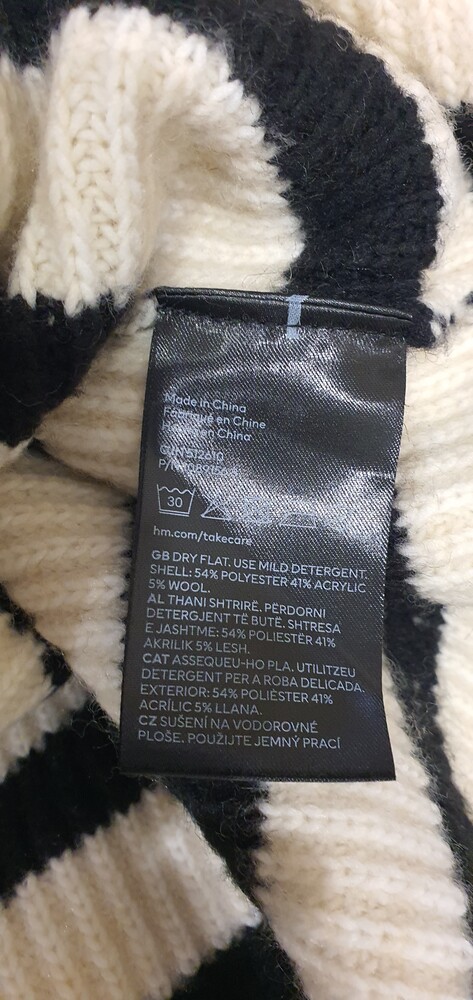 Made in China
Fabriqué en Chine
en China
30
hm.com/takecare
GB DRY FLAT. USE MILD DETERGENT.
SHELL: 54% POLYESTER 41% ACRYLIC
5% WOOL.
AL THANI SHTRIRË. PËRDORNI
DETERGJENT TË BUTË. SHTRESA
E JASHTME: 54% POLIESTËR 41%
AKRILIK 5% LESH.
CAT ASSEQUEU-HO PLA. UTILITZEU
DETERGENT PER A ROBA DELICADA.
EXTERIOR: 54% POLIÈSTER 41%
ACRÍLIC 5% LLANA.
CZ SUŠENÍ NA VODOROVNÉ
PLOŠE. POUŽIJTE JEMNÝ PRACÍ